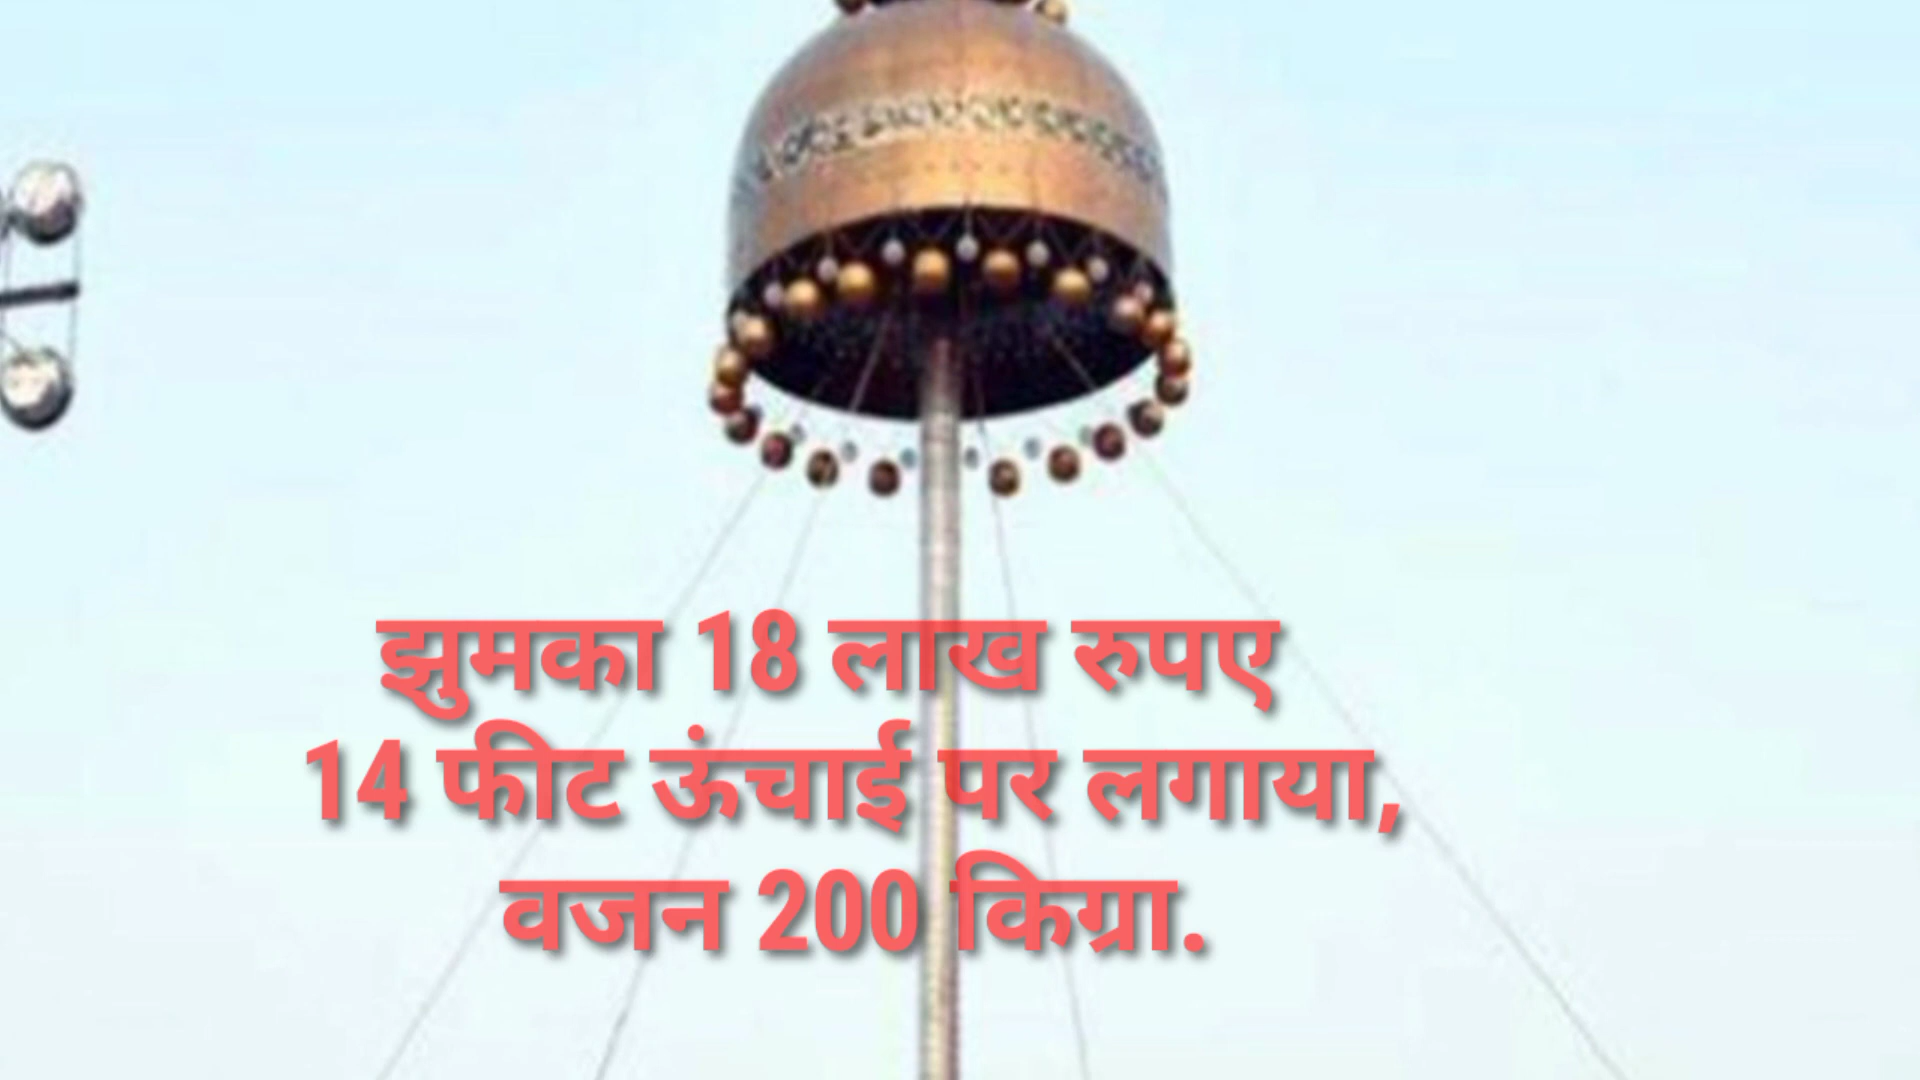 झुमका 18 लाख रुपए
14 फीट ऊंचाई पर लगाया,
वजन 200 किग्रा.